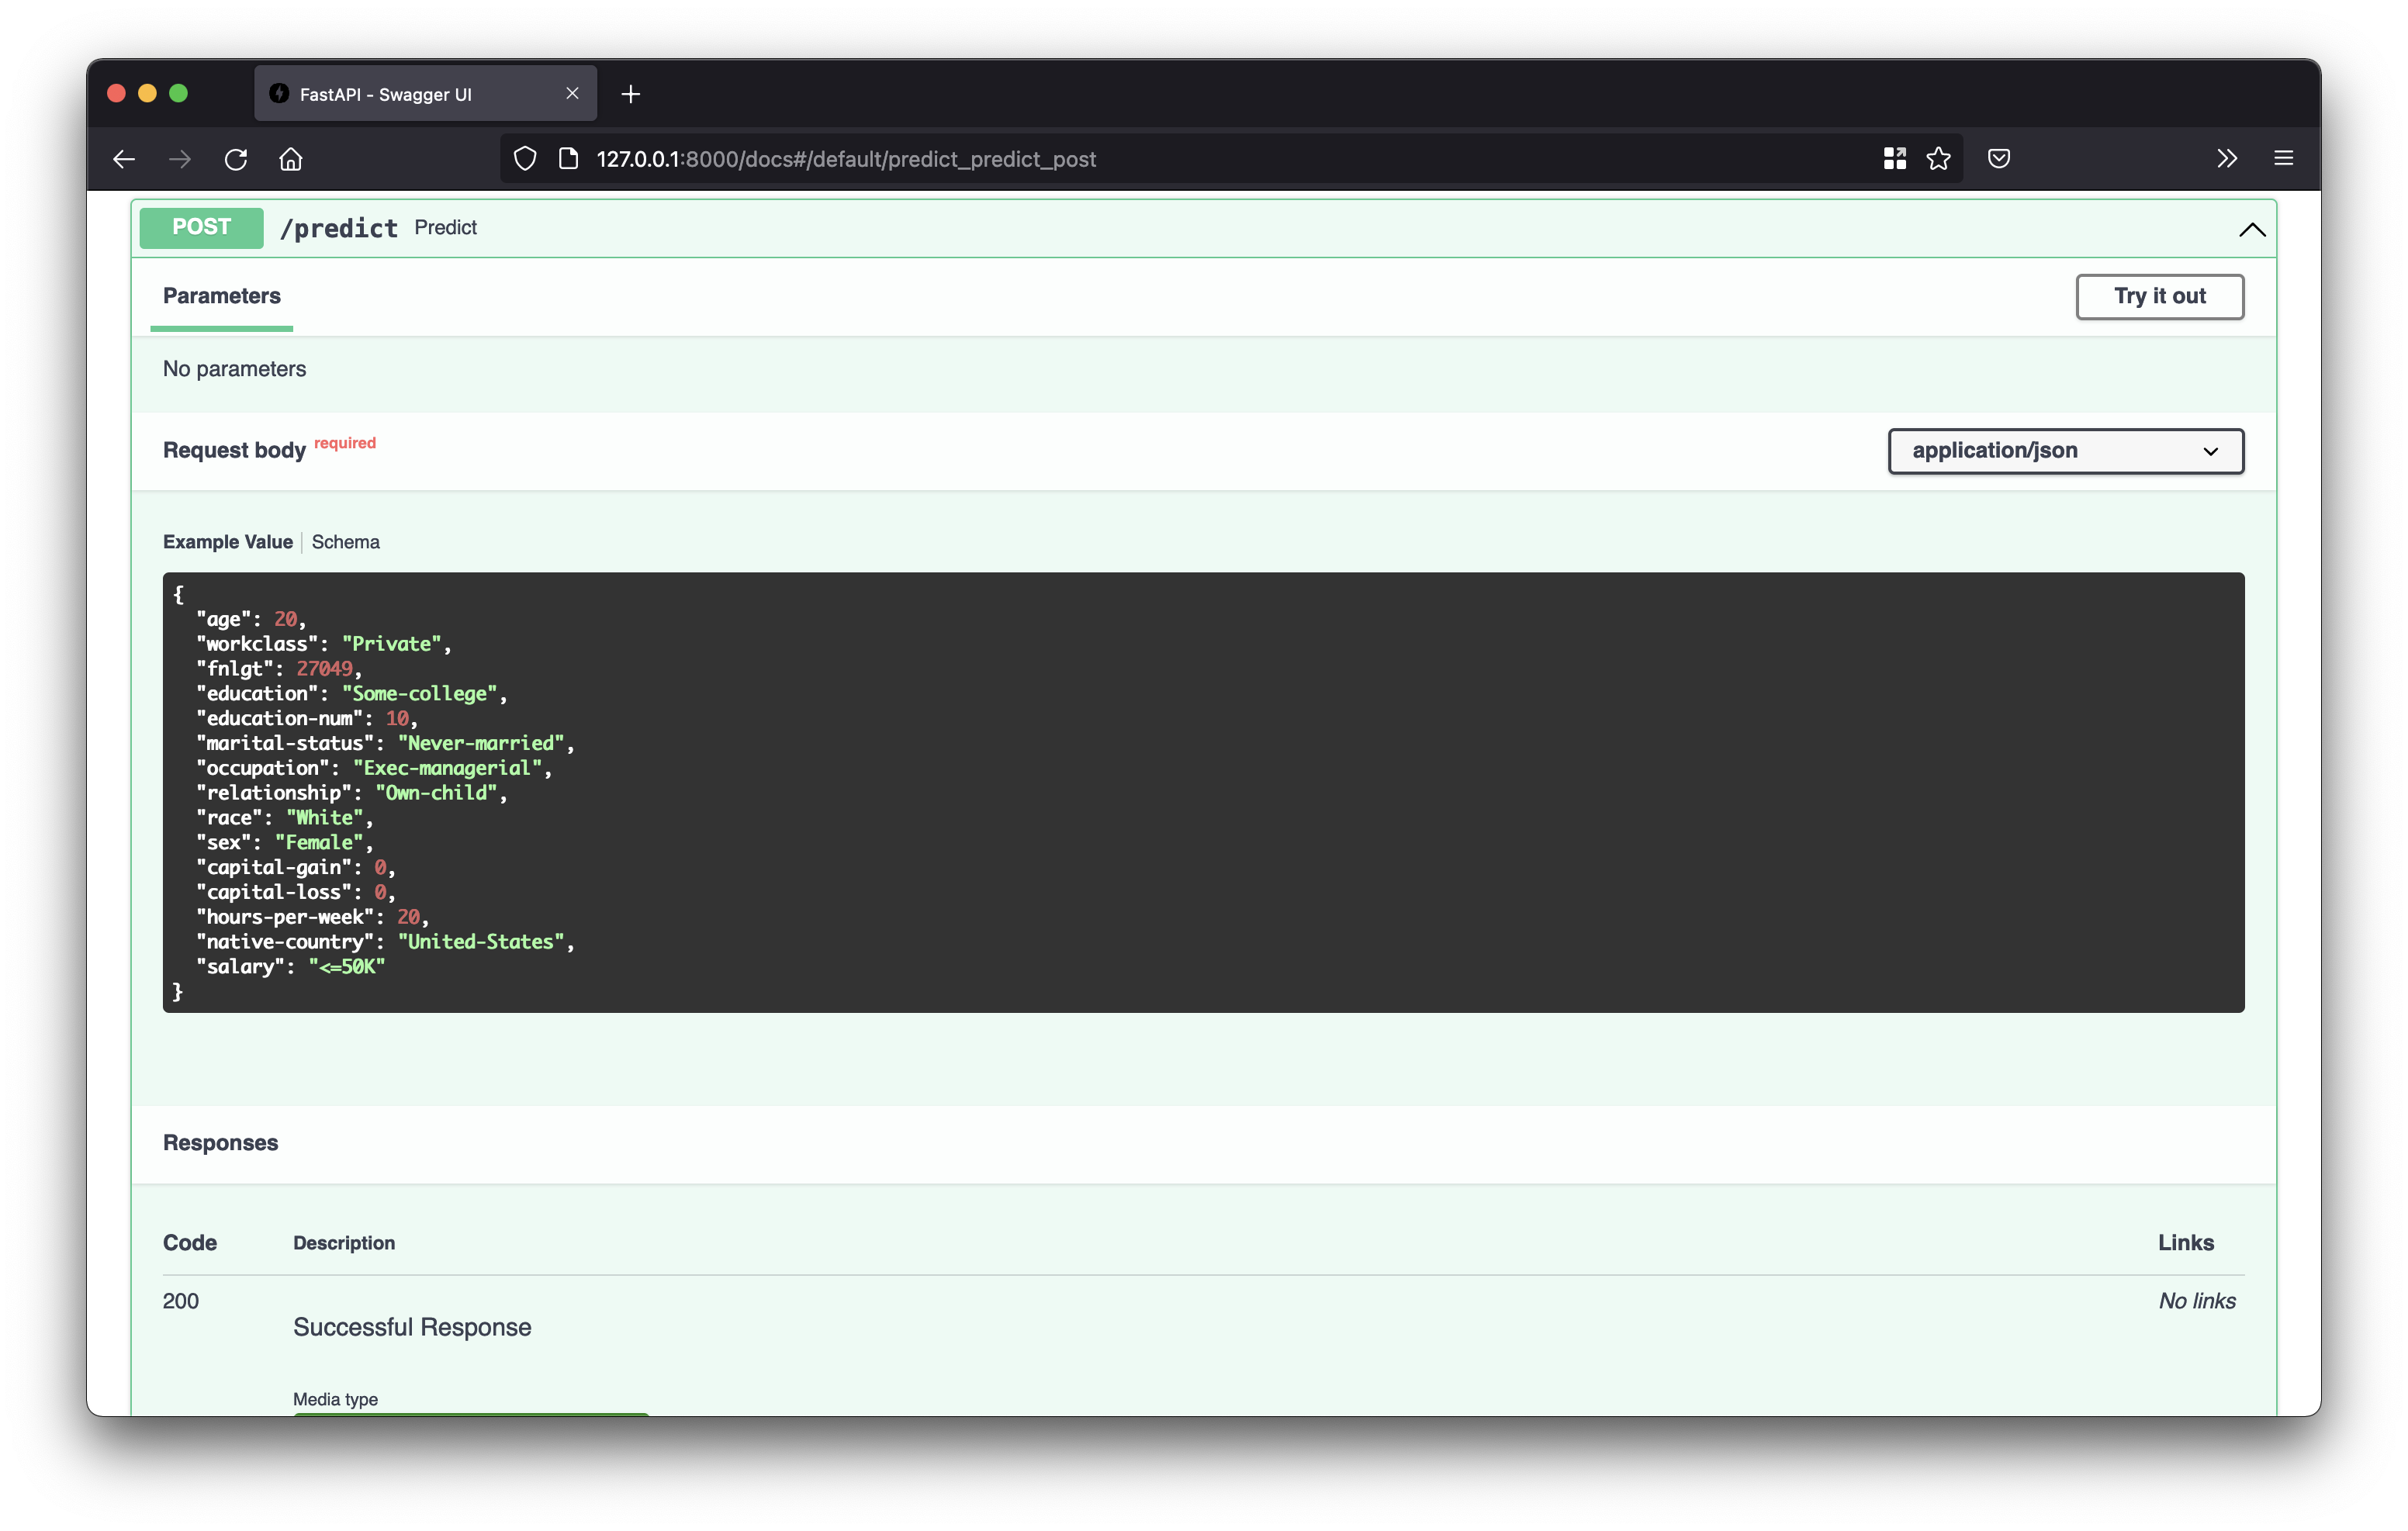 FastAPI - Swagger UI
127.0.0.1:8000/docs#/default/predict_predict_post
POST /predict Predict
Parameters
Try it out
No parameters
Request body required
application/json
Example Value Schema
{
"age": 20,
"workclass": "Private",
"fnlgt": 27049,
"education": "Some-college",
"education-num": 10,
"marital-status": "Never-married",
"occupation": "Exec-managerial",
"relationship": "Own-child",
"race": "White",
"sex": "Female",
"capital-gain": 0,
"capital-loss": 0,
"hours-per-week": 20,
"native-country": "United-States",
"salary": "<=50K"
}
Responses
Code Description Links
200 No links
Successful Response
Media type